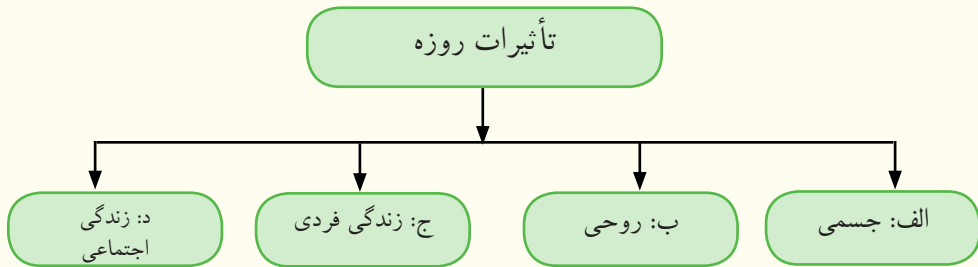 تأثیرات روزه
الف: جسمی
ب: روحی
ج: زندگی فردی
د: زندگی
اجتماعی